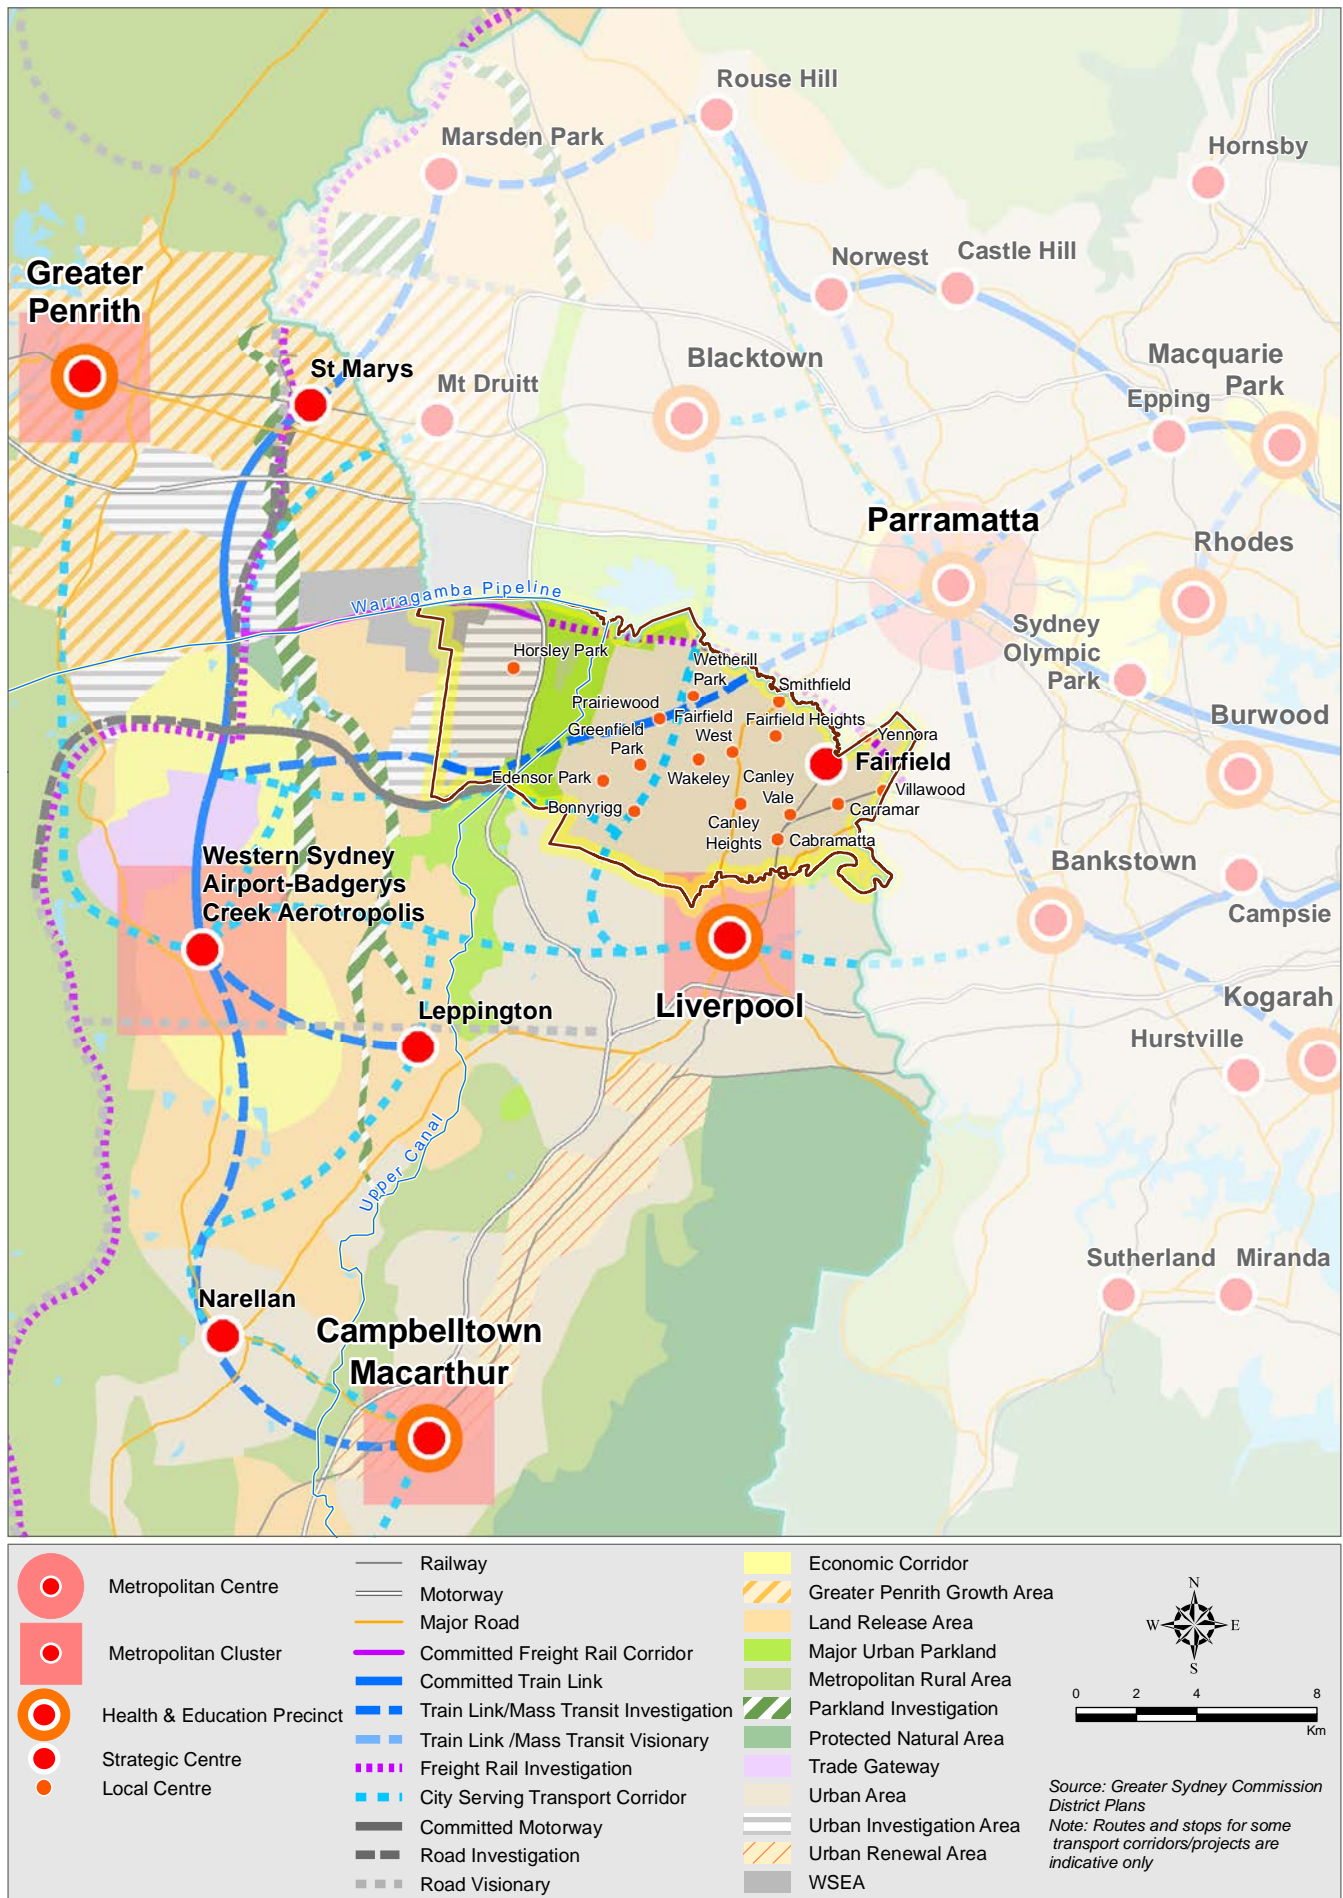 Rouse Hill
Marsden Park
Hornsby
Norwest
Castle Hill
Greater
Penrith
St Marys
Mt Druitt
Blacktown
Macquarie
Park
Epping
Parramatta
Rhodes
Warragamba Pipeline
Sydney
Olympic
Park
Horsley Park
Wetherill
Park
Smithfield
Prairiewood
Fairfield
West
Fairfield Heights
Greenfield
Park
Yennora
Burwood
Fairfield
Edensor Park
Wakeley
Canley
Vale
Villawood
Bonnyrigg
Carramar
Canley
Heights
Cabramatta
Western Sydney
Airport-Badgerys
Creek Aerotropolis
Bankstown
Campsie
Liverpool
Leppington
Kogarah
Hurstville
Upper Canal
Sutherland
Miranda
Narellan
Campbelltown
Macarthur
Metropolitan Centre
Metropolitan Cluster
Health & Education Precinct
Strategic Centre
Local Centre
Railway
Motorway
Major Road
Committed Freight Rail Corridor
Committed Train Link
Train Link/Mass Transit Investigation
Train Link /Mass Transit Visionary
Freight Rail Investigation
City Serving Transport Corridor
Committed Motorway
Road Investigation
Road Visionary
Economic Corridor
Greater Penrith Growth Area
Land Release Area
Major Urban Parkland
Metropolitan Rural Area
Parkland Investigation
Protected Natural Area
Trade Gateway
Urban Area
Urban Investigation Area
Urban Renewal Area
WSEA
N
W E
S
0 2 4 8
Km
Source: Greater Sydney Commission
District Plans
Note: Routes and stops for some
transport corridors/projects are
indicative only